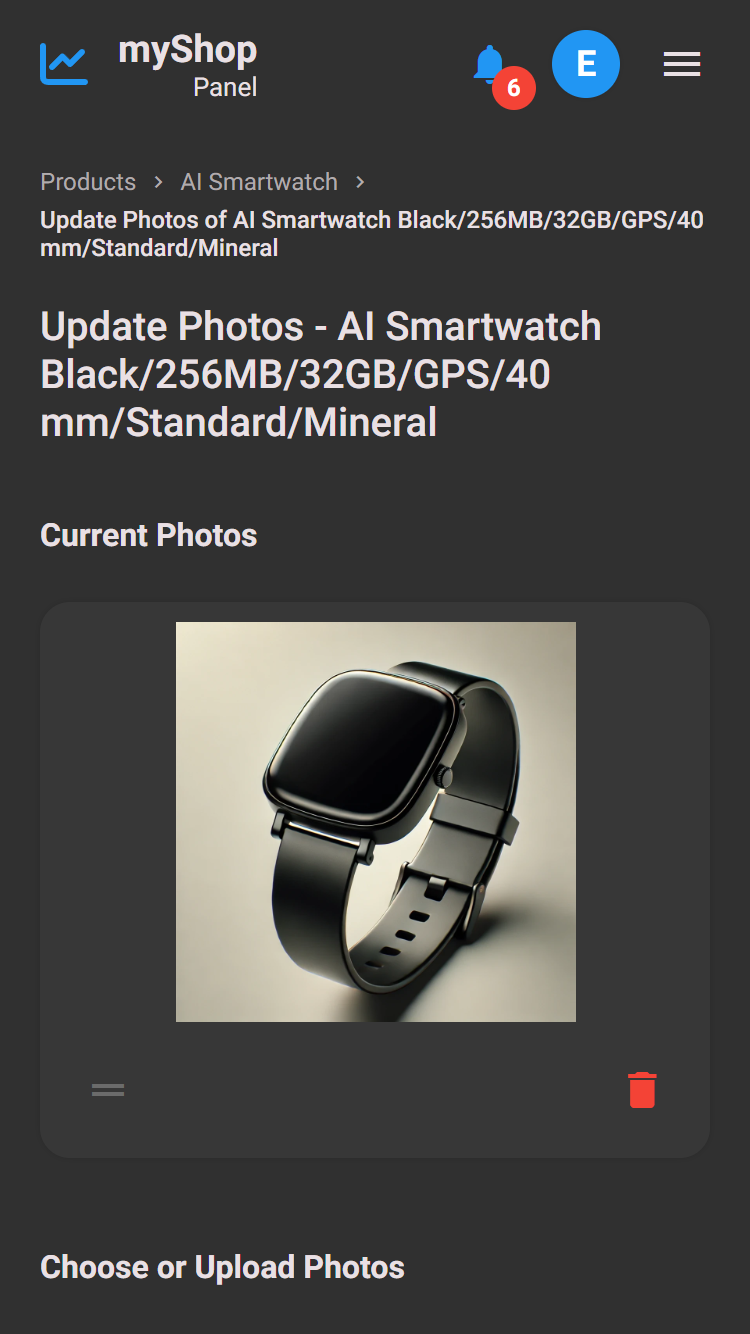 myShop
Panel
6
E
Products > AI Smartwatch >
Update Photos of AI Smartwatch Black/256MB/32GB/GPS/40
mm/Standard/Mineral
Update Photos - AI Smartwatch
Black/256MB/32GB/GPS/40
mm/Standard/Mineral
Current Photos
Choose or Upload Photos